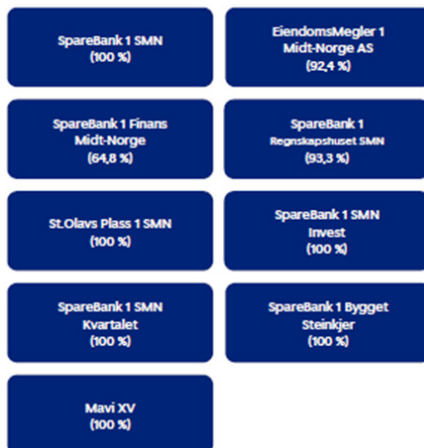 SpareBank 1 SMN
(100 %)
EiendomsMegler 1
Midt-Norge AS
(92,4 %)
SpareBank 1 Finans
Midt-Norge
(64,8 %)
SpareBank 1
Regnskapshuset SMN
(93,3 %)
St.Olavs Plass 1 SMN
(100 %)
SpareBank 1 SMN
Invest
(100 %)
SpareBank 1 SMN
Kvartalet
(100 %)
SpareBank 1 Bygget
Steinkjer
(100 %)
Mavi XV
(100 %)